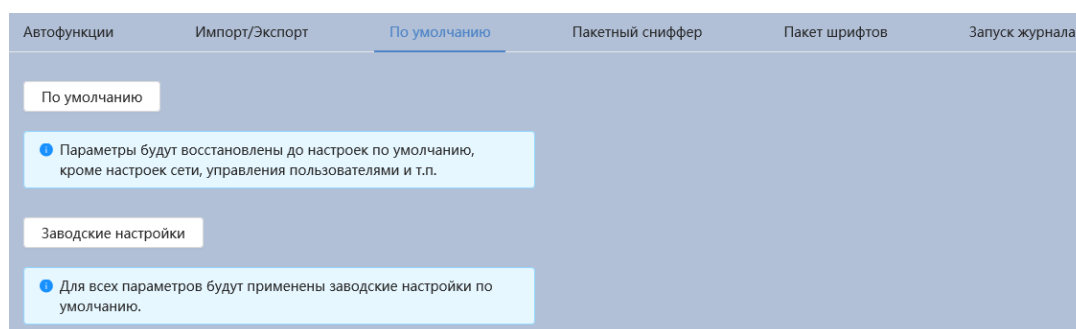 Автофункции Импорт/Экспорт По умолчанию Пакетный сниффер Пакет шрифтов Запуск журнала
По умолчанию
Параметры будут восстановлены до настроек по умолчанию,
кроме настроек сети, управления пользователями и т.п.
Заводские настройки
Для всех параметров будут применены заводские настройки по
умолчанию.